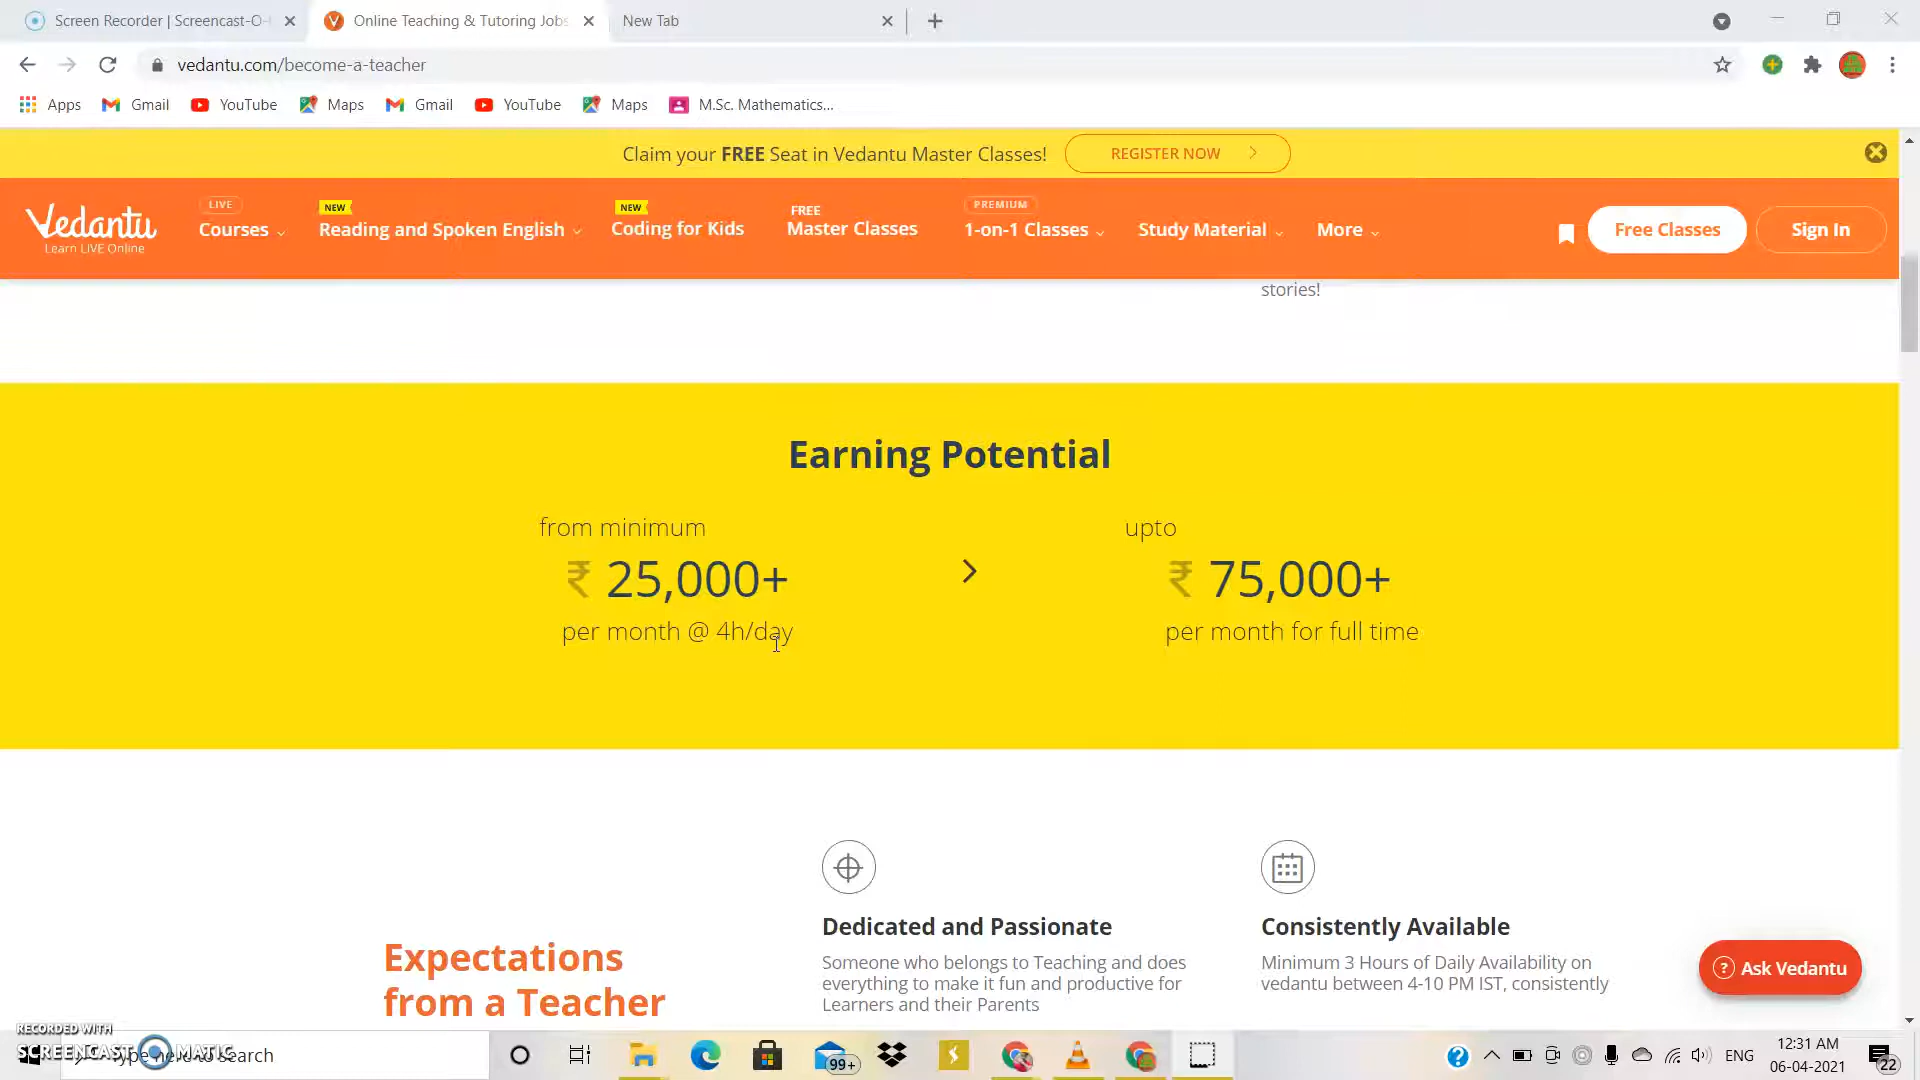 Screen Recorder | Screencast-O-
Online Teaching & Tutoring Jobs
New Tab
vedantu.com/become-a-teacher
Apps
Gmail
YouTube
Maps
Gmail
YouTube
Maps
M.Sc. Mathematics...
Claim your FREE Seat in Vedantu Master Classes!
REGISTER NOW
Vedantu
Learn LIVE Online
LIVE
Courses
NEW
Reading and Spoken English
NEW
Coding for Kids
FREE
Master Classes
PREMIUM
1-on-1 Classes
Study Material
More
Free Classes
Sign In
stories!
Earning Potential
from minimum
₹ 25,000+
per month @ 4h/day
upto
₹ 75,000+
per month for full time
Expectations
from a Teacher
Dedicated and Passionate
Someone who belongs to Teaching and does
everything to make it fun and productive for
Learners and their Parents
Consistently Available
Minimum 3 Hours of Daily Availability on
vedantu between 4-10 PM IST, consistently
Ask Vedantu
RECORDED WITH
SCREENCAST MATIC
Type here to search
99+
ENG
12:31 AM
06-04-2021
22